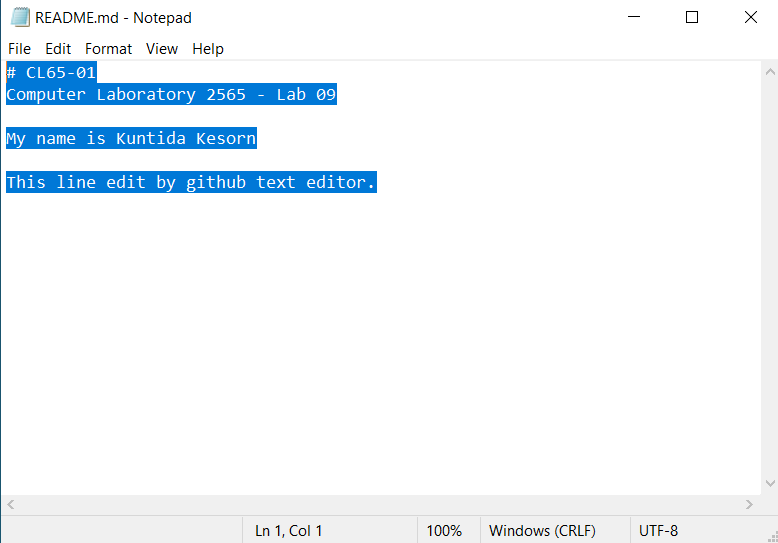 README.md - Notepad
File Edit Format View Help
# CL65-01
Computer Laboratory 2565 - Lab 09
My name is Kuntida Kesorn
This line edit by github text editor.
Ln 1, Col 1 100% Windows (CRLF) UTF-8